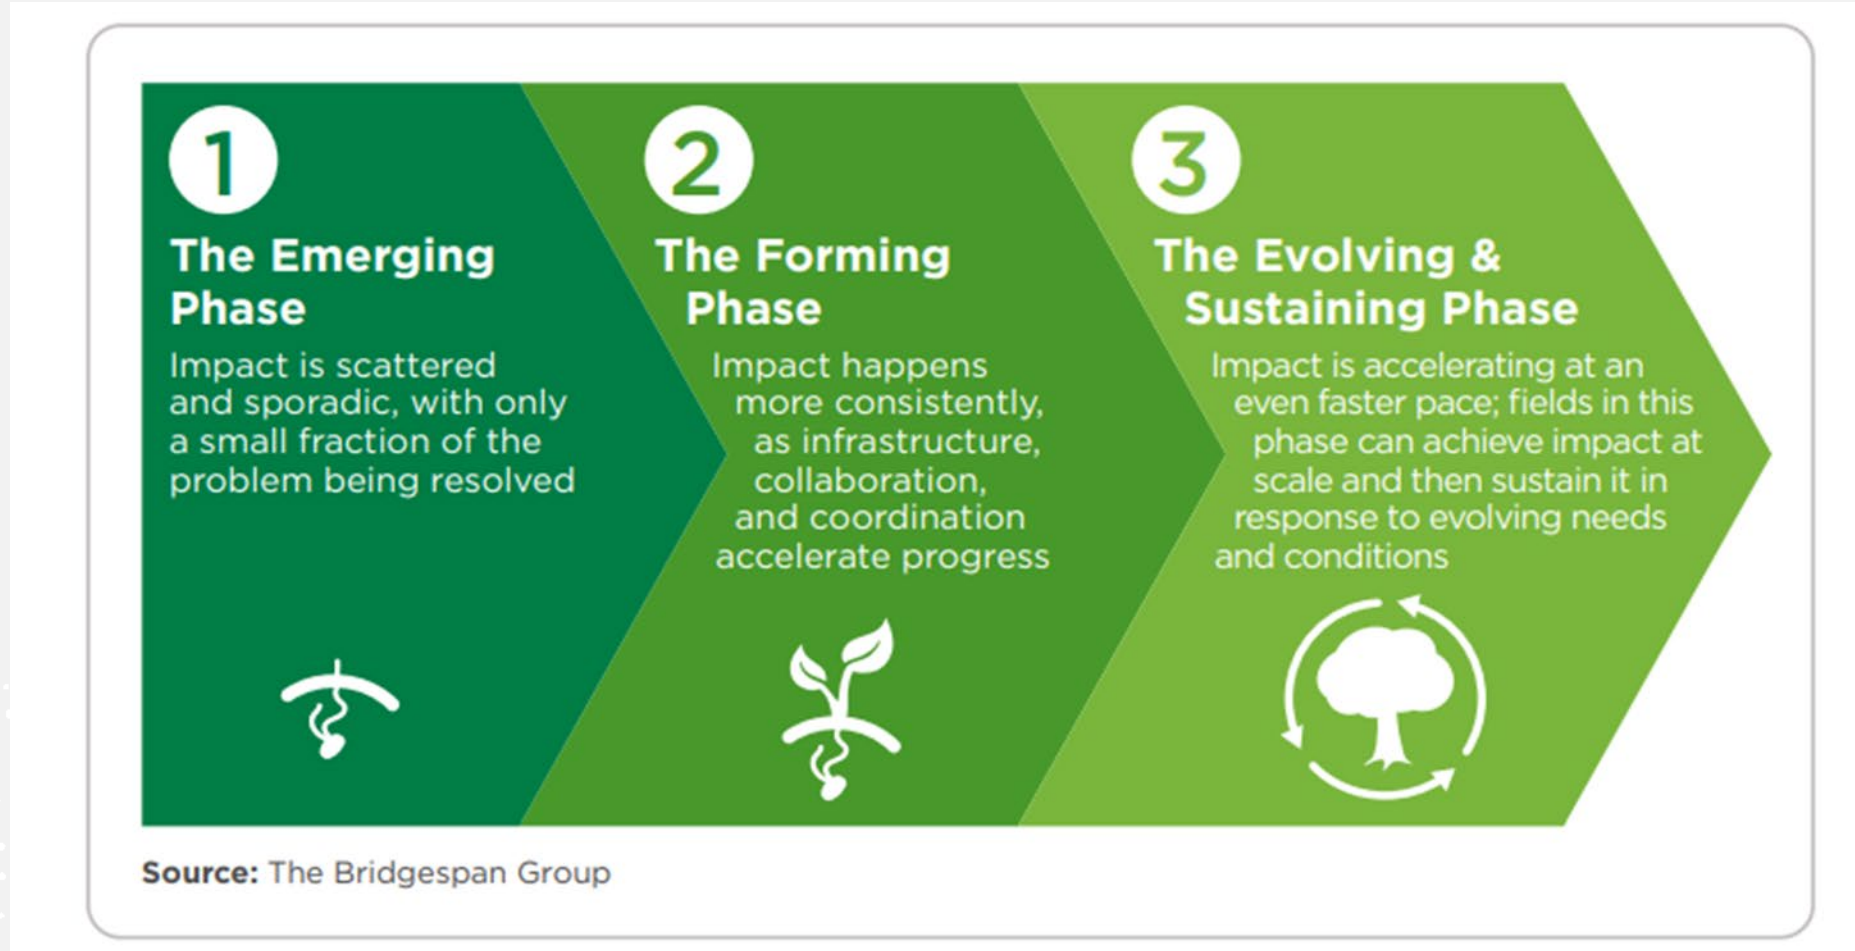 1
The Emerging
Phase
Impact is scattered
and sporadic, with only
a small fraction of the
problem being resolved
2
The Forming
Phase
Impact happens
more consistently,
as infrastructure,
collaboration,
and coordination
accelerate progress
3
The Evolving &
Sustaining Phase
Impact is accelerating at an
even faster pace; fields in this
phase can achieve impact at
scale and then sustain it in
response to evolving needs
and conditions
Source: The Bridgespan Group